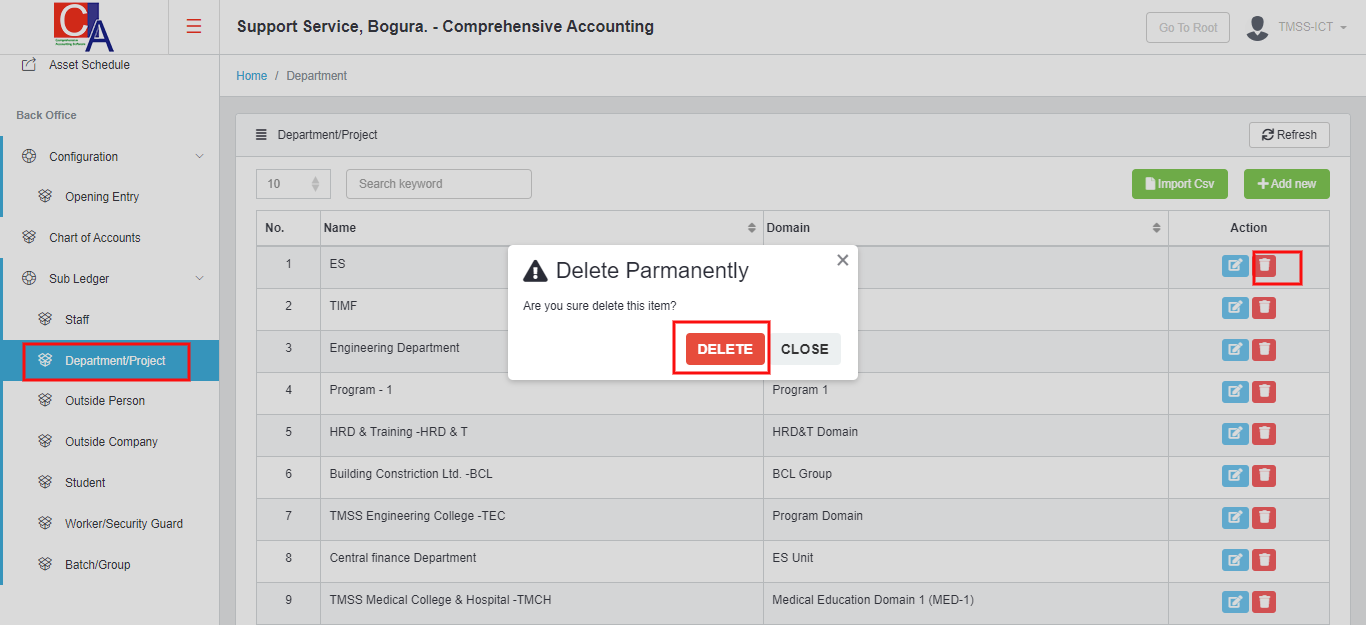 CA
Comprehensive
Accounting Software
Support Service, Bogura. - Comprehensive Accounting
Go To Root
TMSS-ICT
Asset Schedule
Home / Department
Back Office
Configuration
Opening Entry
Chart of Accounts
Sub Ledger
Staff
Department/Project
Outside Person
Outside Company
Student
Worker/Security Guard
Batch/Group
Department/Project
Refresh
10
Search keyword
Import Csv
Add new
No. Name Domain Action
1 ES
2 TIMF
3 Engineering Department
4 Program - 1 Program 1
5 HRD & Training -HRD & T HRD&T Domain
6 Building Constriction Ltd. -BCL BCL Group
7 TMSS Engineering College -TEC Program Domain
8 Central finance Department ES Unit
9 TMSS Medical College & Hospital -TMCH Medical Education Domain 1 (MED-1)
Delete Parmanently
Are you sure delete this item?
DELETE CLOSE